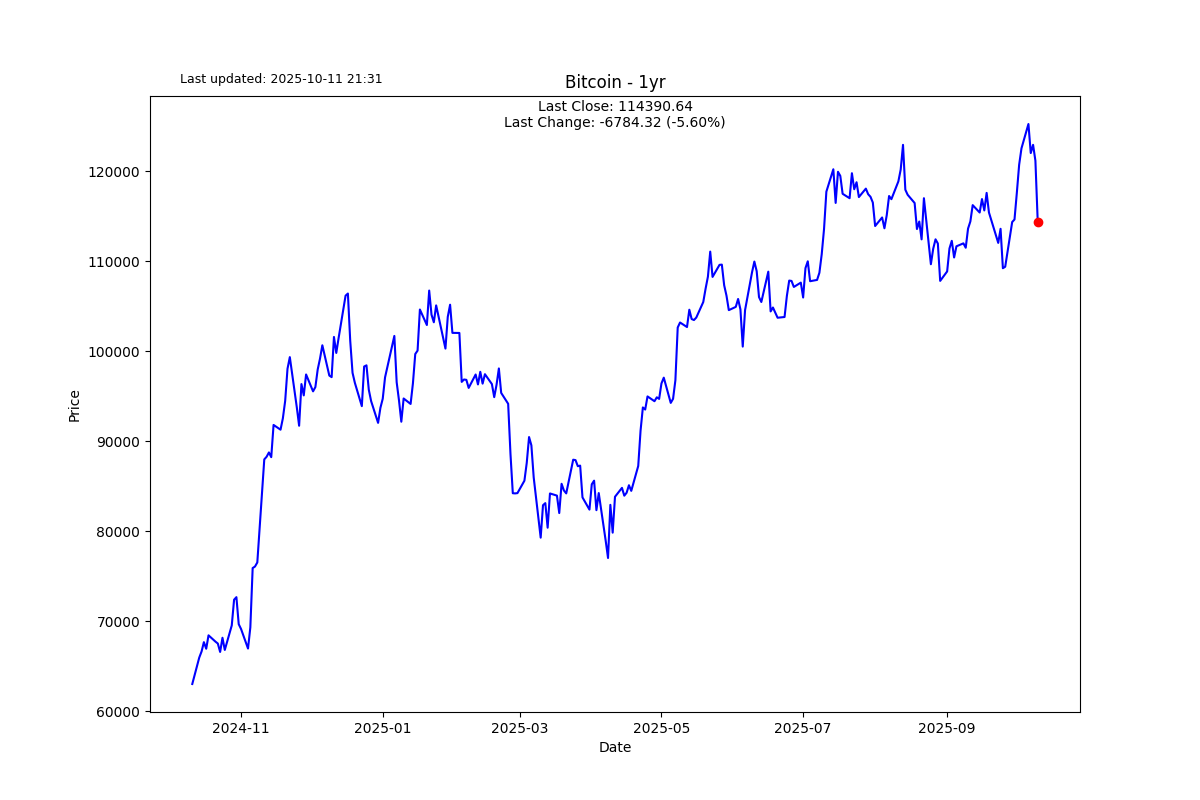 Last updated: 2025-10-11 21:31
Bitcoin - 1yr
Last Close: 114390.64
Last Change: -6784.32 (-5.60%)
120000
110000
100000
90000
80000
70000
60000
Price
2024-11 2025-01 2025-03 2025-05 2025-07 2025-09
Date